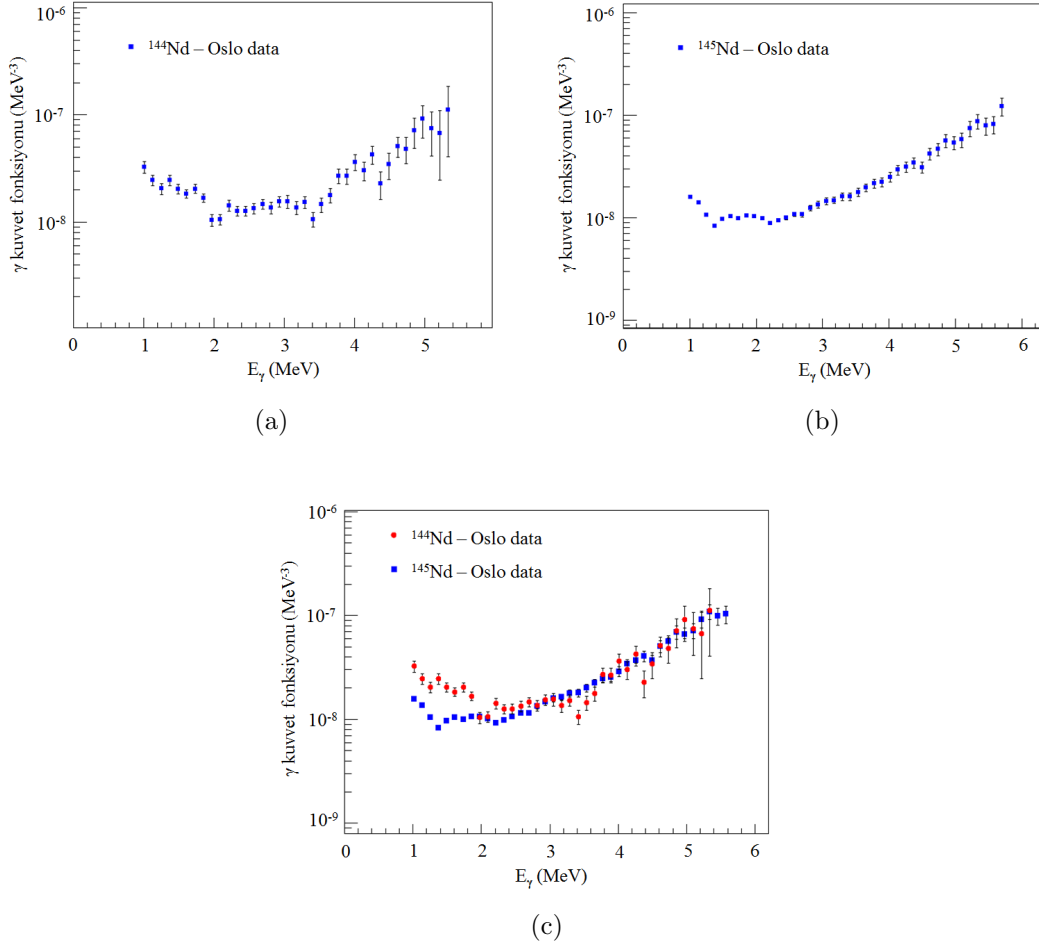 10⁻⁶
10⁻⁷
10⁻⁸
γ kuvvet fonksiyonu (MeV⁻³)
¹⁴⁴Nd – Oslo data
0 1 2 3 4 5
E_γ (MeV)
(a)
10⁻⁶
10⁻⁷
10⁻⁸
10⁻⁹
γ kuvvet fonksiyonu (MeV⁻³)
¹⁴⁵Nd – Oslo data
0 1 2 3 4 5 6
E_γ (MeV)
(b)
10⁻⁶
10⁻⁷
10⁻⁸
10⁻⁹
γ kuvvet fonksiyonu (MeV⁻³)
¹⁴⁴Nd – Oslo data
¹⁴⁵Nd – Oslo data
0 1 2 3 4 5 6
E_γ (MeV)
(c)